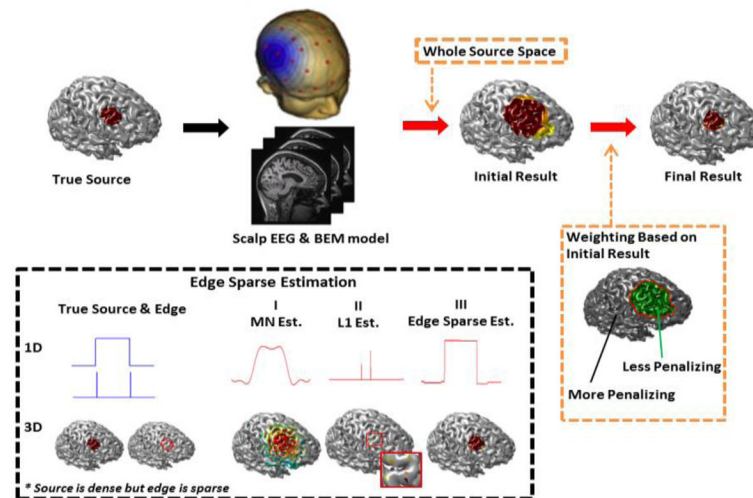 Whole Source Space
True Source
Initial Result
Final Result
Scalp EEG & BEM model
Weighting Based on
Initial Result
Less Penalizing
More Penalizing
Edge Sparse Estimation
True Source & Edge
I
MN Est.
II
L1 Est.
III
Edge Sparse Est.
1D
3D
* Source is dense but edge is sparse